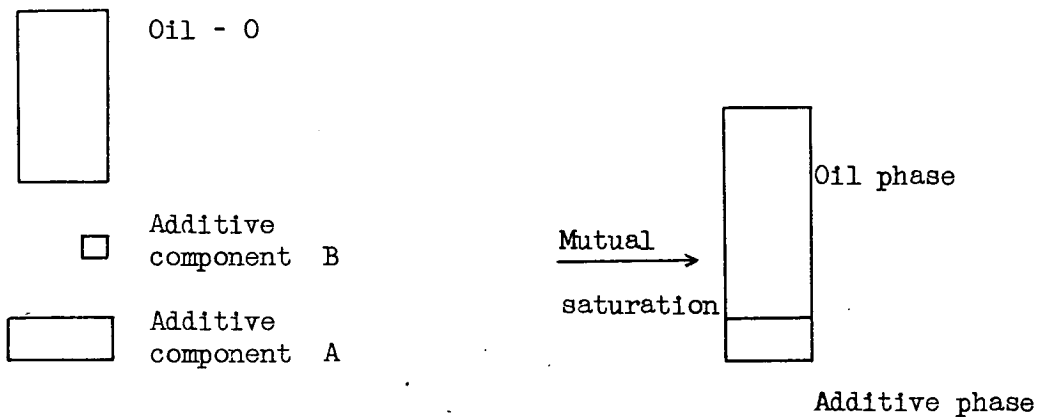 Oil - O
Additive
component B
Additive
component A
Mutual
saturation
Oil phase
Additive phase